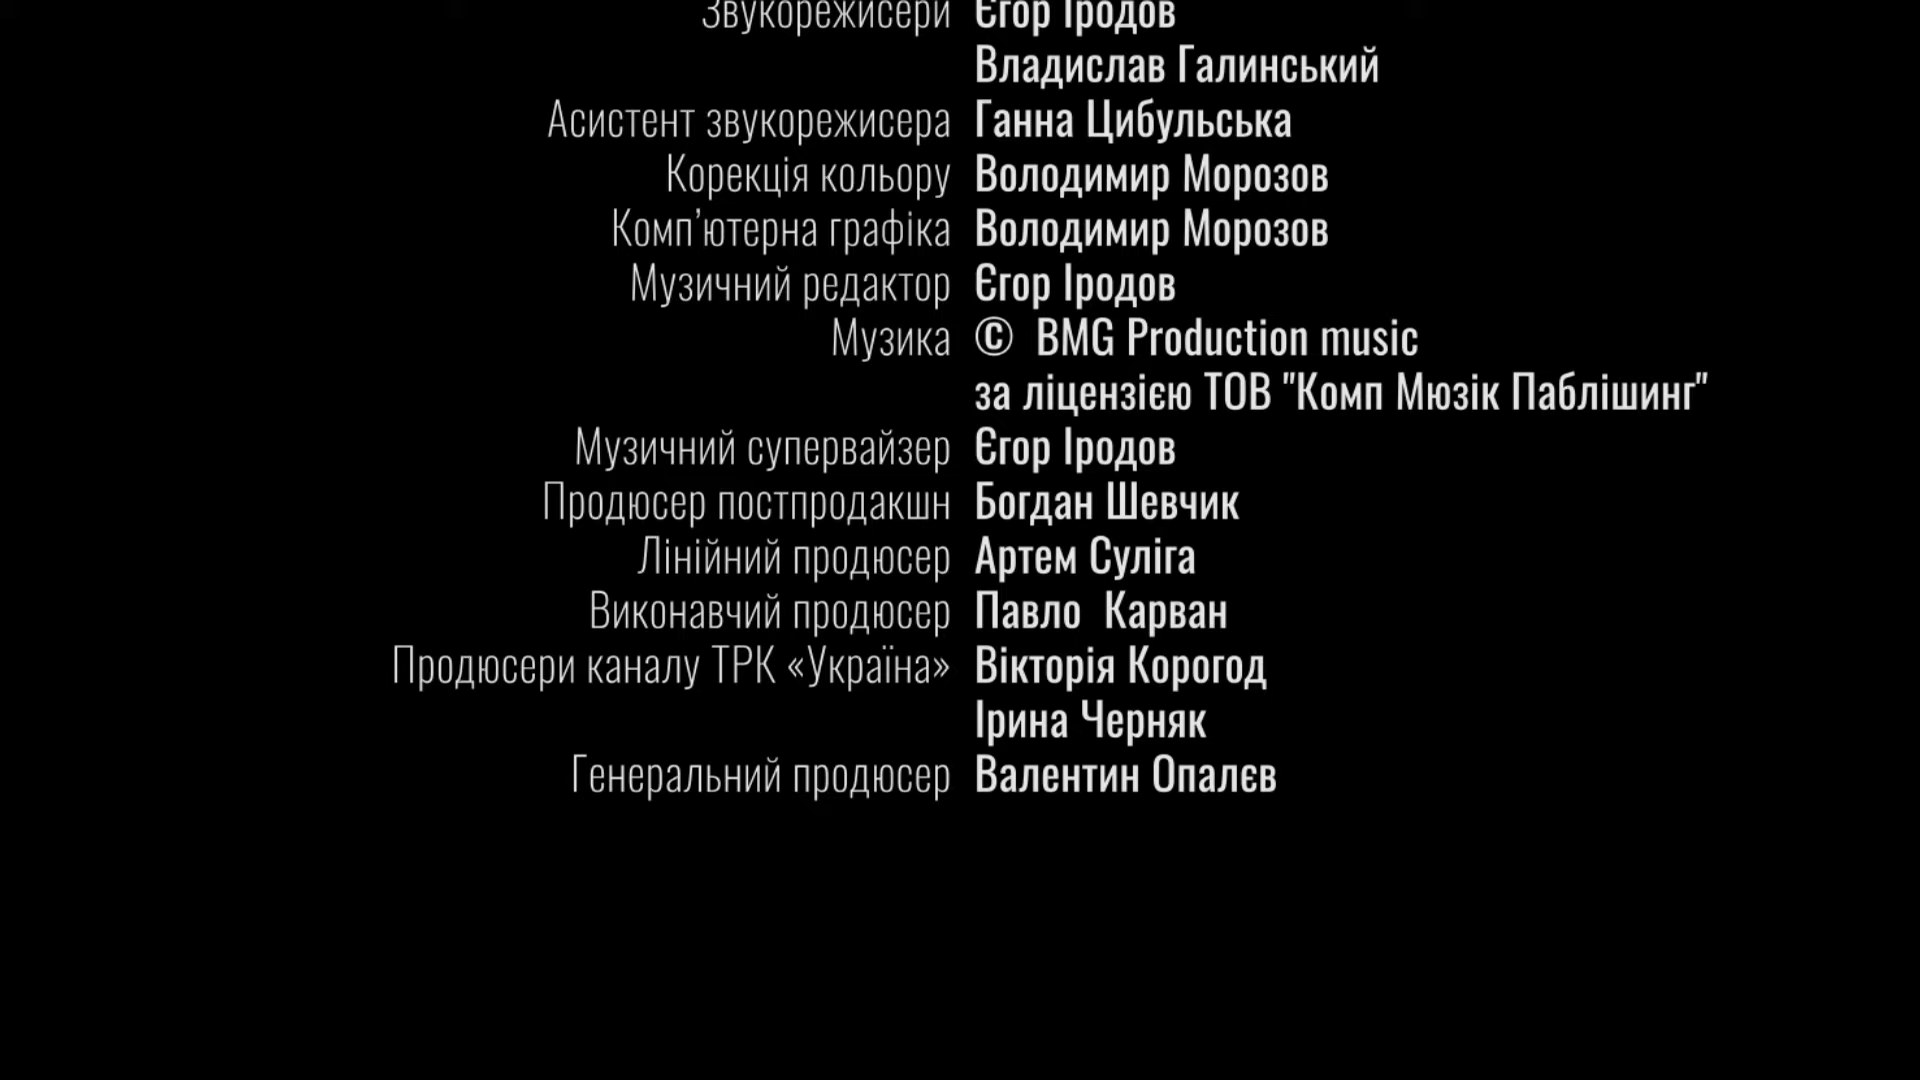 Звукорежисери Єгор Іродов
Владислав Галинський
Асистент звукорежисера Ганна Цибульська
Корекція кольору Володимир Морозов
Комп’ютерна графіка Володимир Морозов
Музичний редактор Єгор Іродов
Музика © BMG Production music
за ліцензією ТОВ "Комп Мюзік Паблішинг"
Музичний супервайзер Єгор Іродов
Продюсер постпродакшн Богдан Шевчик
Лінійний продюсер Артем Суліга
Виконавчий продюсер Павло Карван
Продюсери каналу ТРК «Україна» Вікторія Корогод
Ірина Черняк
Генеральний продюсер Валентин Опалєв